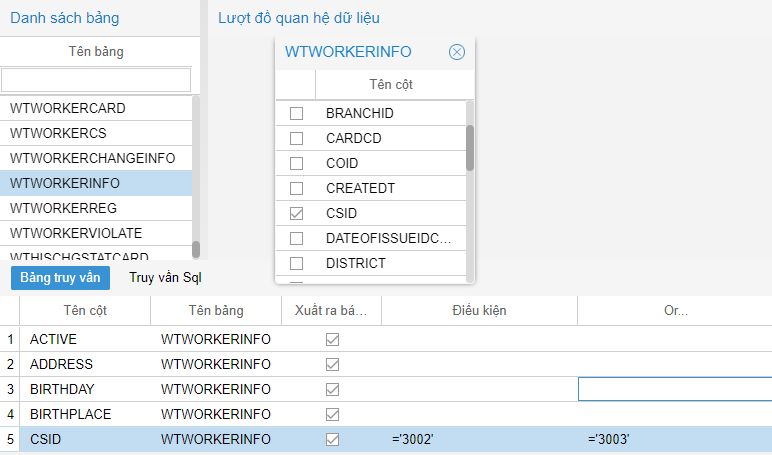 Danh sách bảng
Lượt đồ quan hệ dữ liệu
Tên bảng
WTWORKERCARD
WTWORKERCS
WTWORKERCHANGEINFO
WTWORKERINFO
WTWORKERREG
WTWORKERVIOLATE
WTHISCHGSTATCARD
WTWORKERINFO
Tên cột
BRANCHID
CARDCD
COID
CREATEDT
CSID
DATEOFISSUEIDC...
DISTRICT
Bảng truy vấn
Truy vấn Sql
Tên cột Tên bảng Xuất ra bá... Điều kiện Or...
1 ACTIVE WTWORKERINFO
2 ADDRESS WTWORKERINFO
3 BIRTHDAY WTWORKERINFO
4 BIRTHPLACE WTWORKERINFO
5 CSID WTWORKERINFO ='3002' ='3003'